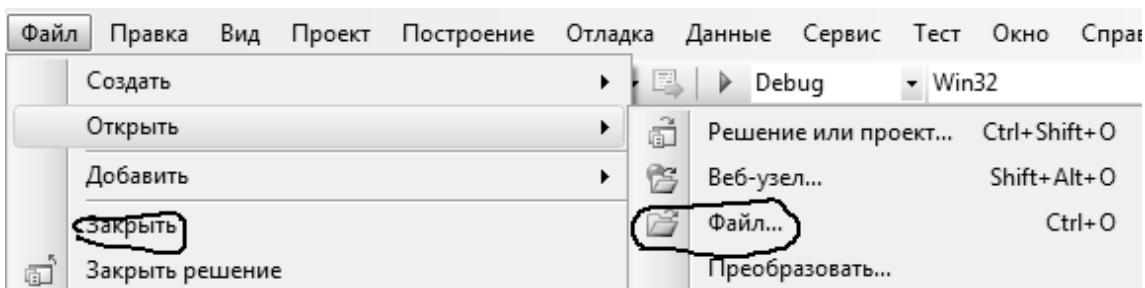 Файл Правка Вид Проект Построение Отладка Данные Сервис Тест Окно
Создать Debug Win32
Открыть Решение или проект... Ctrl+Shift+O
Добавить Веб-узел... Shift+Alt+O
Закрыть Файл... Ctrl+O
Закрыть решение Преобразовать...